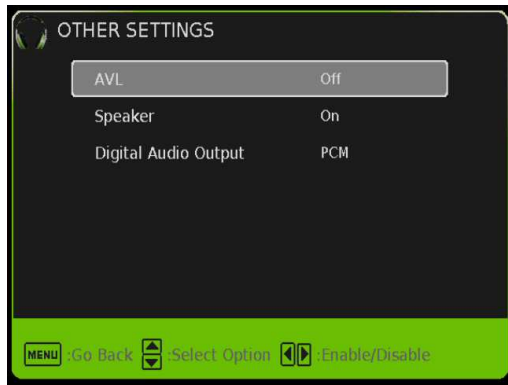 OTHER SETTINGS
AVL Off
Speaker On
Digital Audio Output PCM
MENU :Go Back :Select Option :Enable/Disable